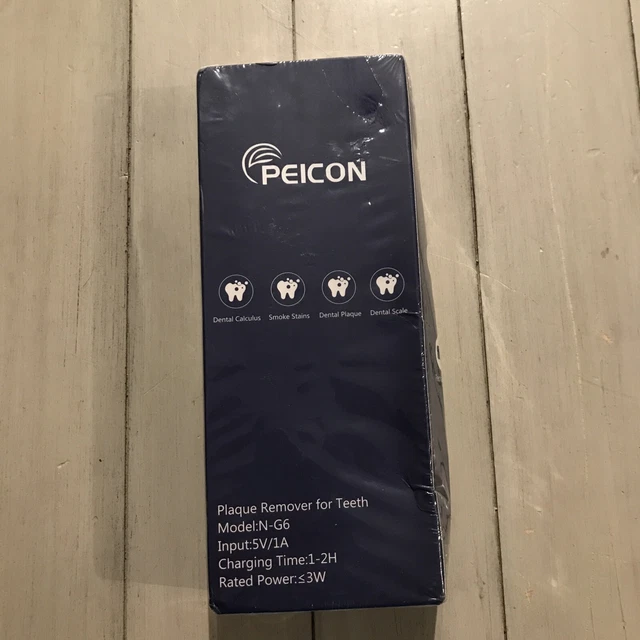 PEICON
Dental Calculus Smoke Stains Dental Plaque Dental Scale
Plaque Remover for Teeth
Model:N-G6
Input:5V/1A
Charging Time:1-2H
Rated Power:≤3W